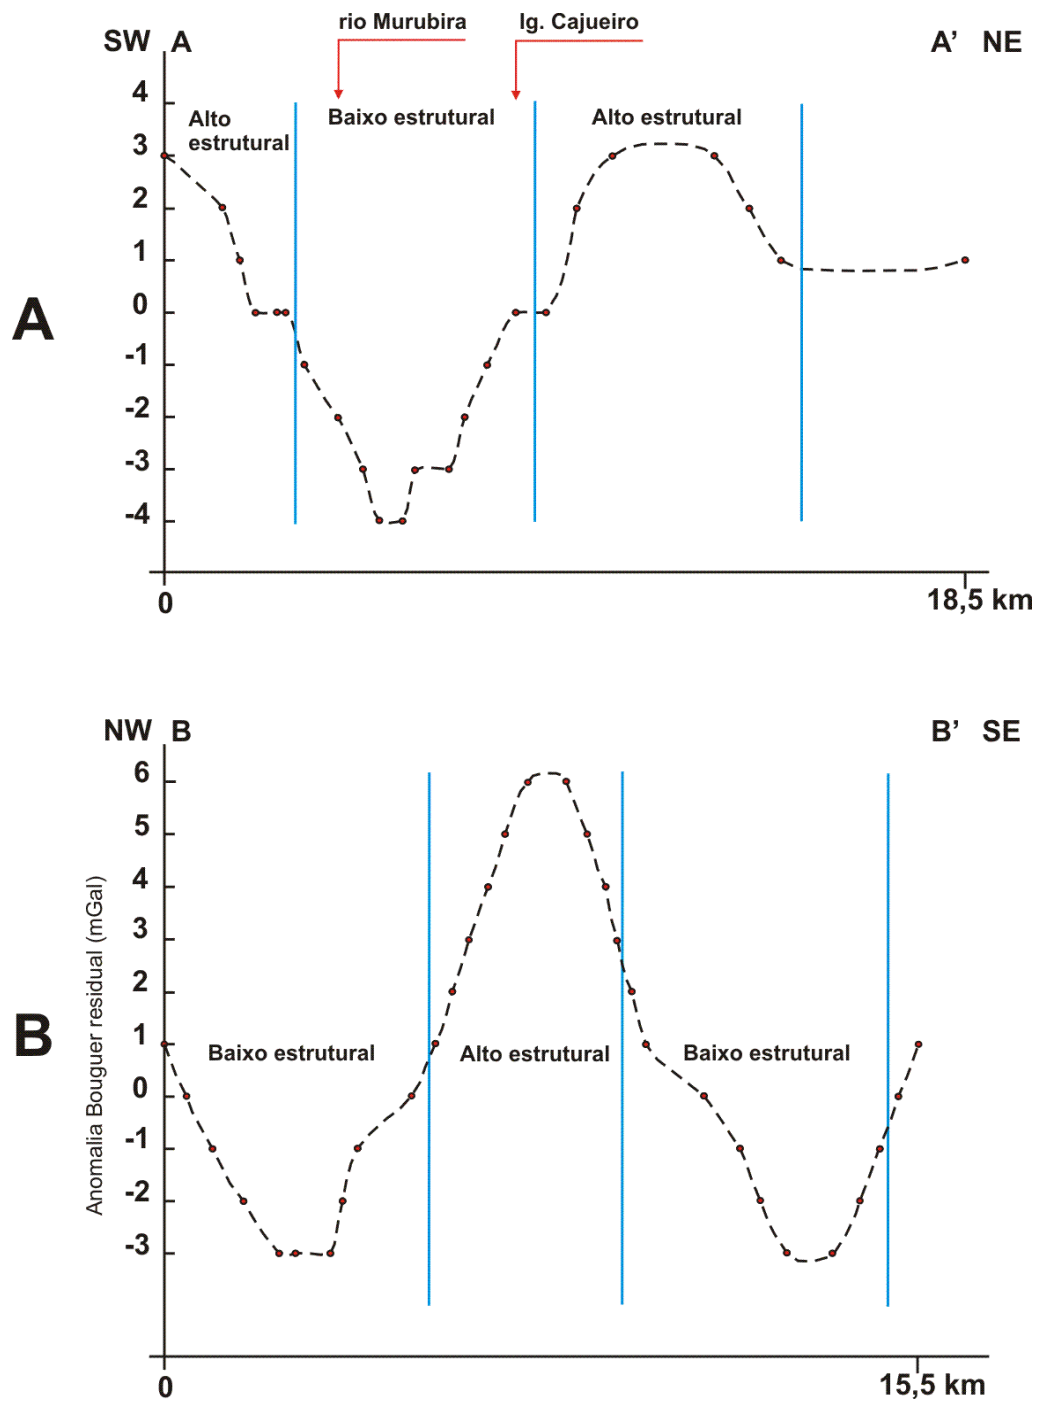 rio Murubira
Ig. Cajueiro
SW A
A’ NE
4
Alto
estrutural
Baixo estrutural
Alto estrutural
3
2
1
0
-1
-2
-3
-4
A
0
18,5 km
NW B
B’ SE
6
5
4
3
2
1
0
-1
-2
-3
Anomalia Bouguer residual (mGal)
Baixo estrutural
Alto estrutural
Baixo estrutural
B
0
15,5 km